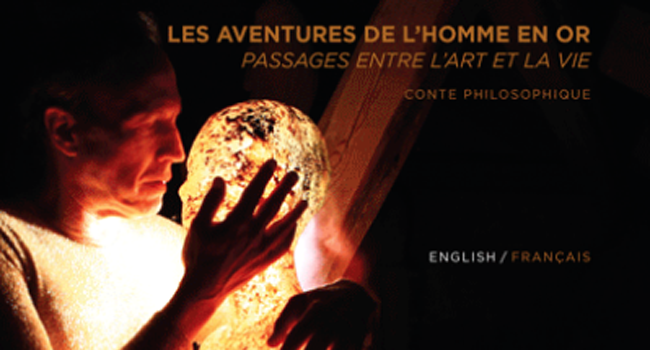 LES AVENTURES DE L'HOMME EN OR
PASSAGES ENTRE L'ART ET LA VIE
CONTE PHILOSOPHIQUE
ENGLISH / FRANÇAIS